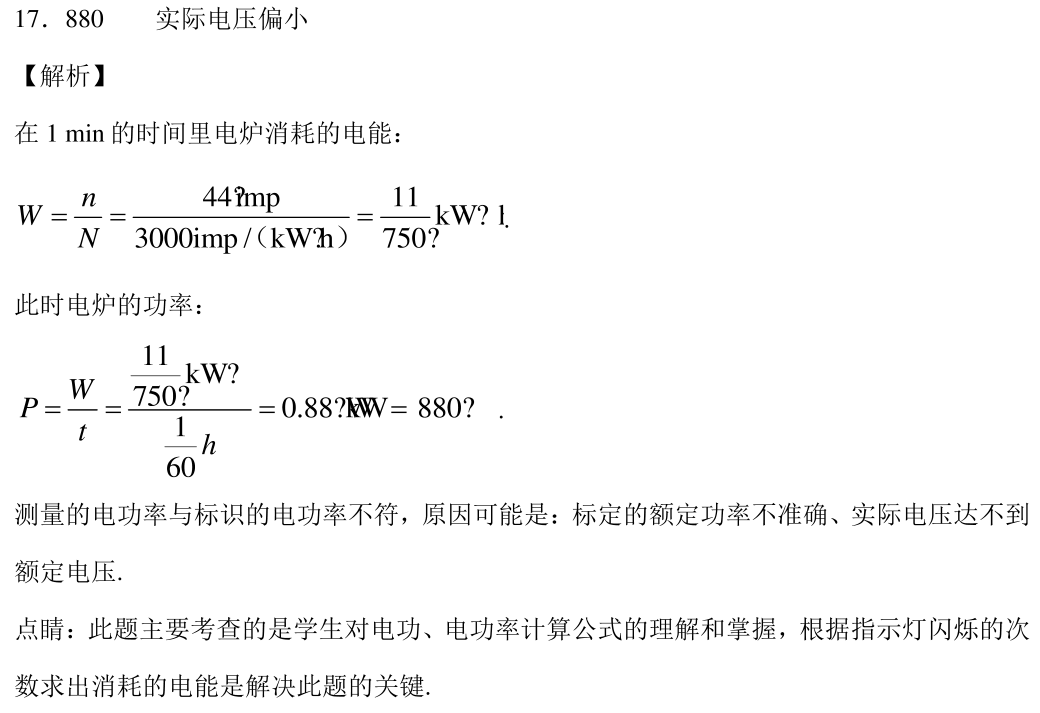 17．880 实际电压偏小
【解析】
在 1 min 的时间里电炉消耗的电能：
W = n/N = 44?imp / 3000imp /（kW?h） = 11/750? kW? h.
此时电炉的功率：
P = W/t = 11/750? kW? / 1/60 h = 0.88?kW = 880? .
测量的电功率与标识的电功率不符，原因可能是：标定的额定功率不准确、实际电压达不到
额定电压.
点睛：此题主要考查的是学生对电功、电功率计算公式的理解和掌握，根据指示灯闪烁的次
数求出消耗的电能是解决此题的关键.